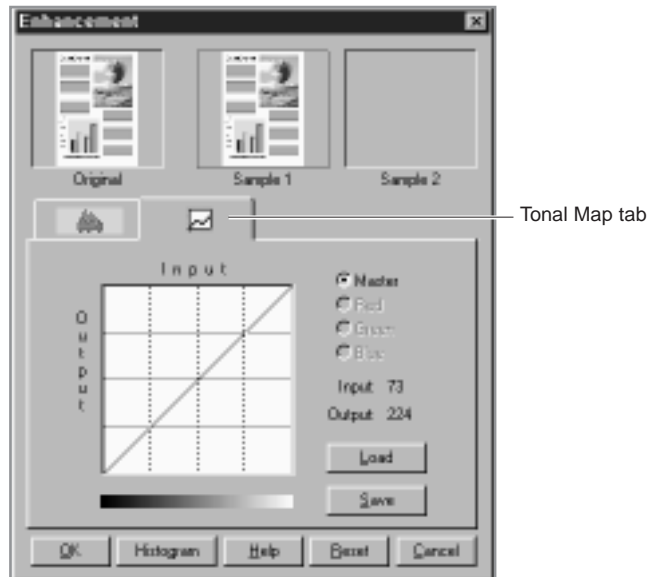 Enhancement
Original
Sample 1
Sample 2
Tonal Map tab
Input
Output
Master
Red
Green
Blue
Input 73
Output 224
Load
Save
OK
Histogram
Help
Reset
Cancel